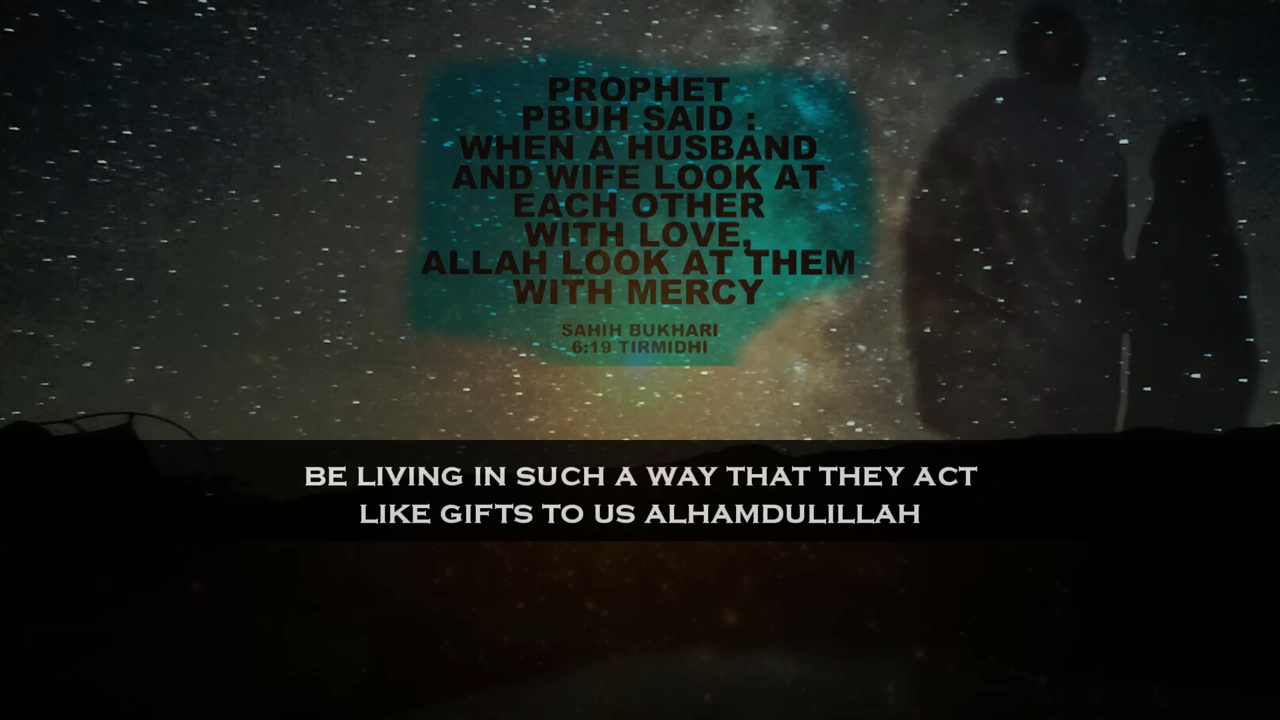 PROPHET
PBUH SAID :
WHEN A HUSBAND
AND WIFE LOOK AT
EACH OTHER
WITH LOVE,
ALLAH LOOK AT THEM
WITH MERCY
SAHIH BUKHARI
6:19 TIRMIDHI
BE LIVING IN SUCH A WAY THAT THEY ACT
LIKE GIFTS TO US ALHAMDULILLAH